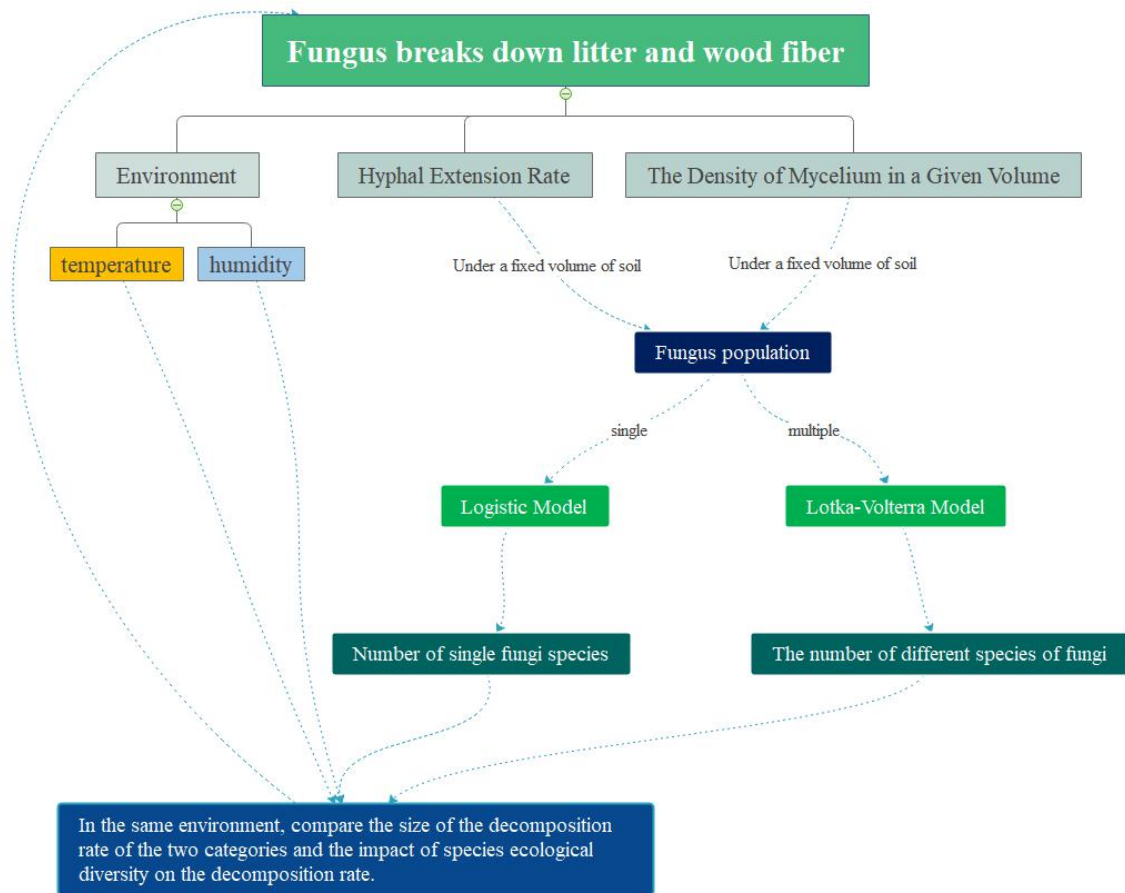 Fungus breaks down litter and wood fiber
Environment
Hyphal Extension Rate
The Density of Mycelium in a Given Volume
temperature
humidity
Under a fixed volume of soil
Under a fixed volume of soil
Fungus population
single
multiple
Logistic Model
Lotka-Volterra Model
Number of single fungi species
The number of different species of fungi
In the same environment, compare the size of the decomposition
rate of the two categories and the impact of species ecological
diversity on the decomposition rate.